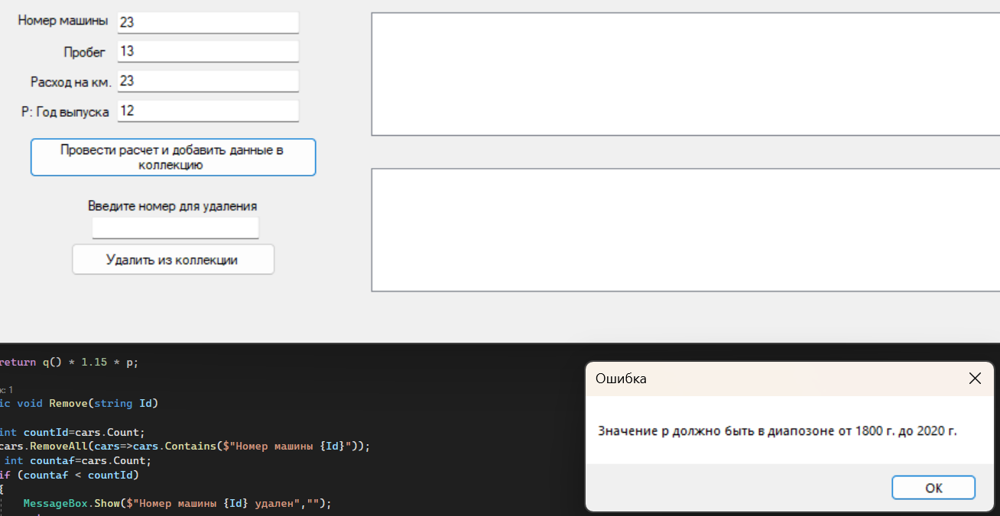 Номер машины 23
Пробег 13
Расход на км. 23
Р: Год выпуска 12
Провести расчет и добавить данные в
коллекцию
Введите номер для удаления
Удалить из коллекции
return q() * 1.15 * p;
к: 1
ic void Remove(string Id)
int countId=cars.Count;
cars.RemoveAll(cars=>cars.Contains($"Номер машины {Id}"));
int countaf=cars.Count;
if (countaf < countId)
{
MessageBox.Show($"Номер машины {Id} удален","");
Ошибка
Значение р должно быть в диапозоне от 1800 г. до 2020 г.
ОК